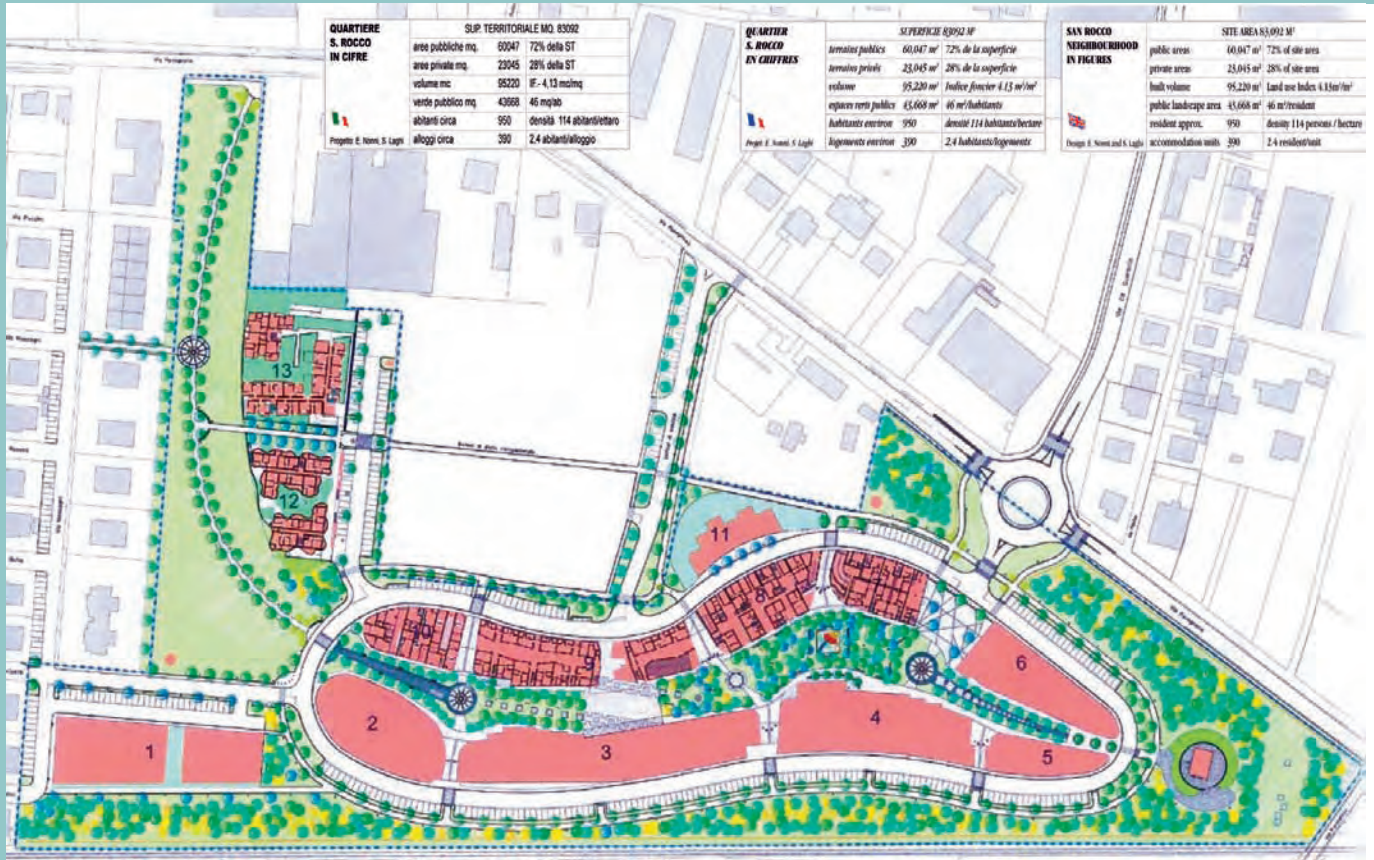 QUARTIERE
S. ROCCO
IN CIFRE
Progetto E. Nonni, S. Laghi
SUP. TERRITORIALE MQ. 83092
aree pubbliche mq. 60047 72% della ST
aree private mq. 23045 28% della ST
volume mc 95220 IF.- 4,13 mc/mq
verde pubblico mq. 43668 46 mq/ab
abitanti circa 950 densità 114 abitanti/ettaro
alloggi circa 390 2,4 abitanti/alloggio
QUARTIER
S. ROCCO
EN CHIFFRES
Projet E. Nonni, S. Laghi
SUPERFICIE 83092 M²
terrains publics 60,047 m² 72% de la superficie
terrains privés 23,045 m² 28% de la superficie
volume 95,220 m³ Indice foncier 4.13 m³/m²
espaces verts publics 43,668 m² 46 m²/habitants
habitants environ 950 densité 114 habitants/hectare
logements environ 390 2,4 habitants/logements
SAN ROCCO
NEIGHBOURHOOD
IN FIGURES
Design E. Nonni and S. Laghi
SITE AREA 83,092 M²
public areas 60,047 m² 72% of site area
private areas 23,045 m² 28% of site area
built volume 95,220 m³ Land use Index 4.13m³/m²
public landscape area 43,668 m² 46 m²/resident
resident approx. 950 density 114 persons / hectare
accommodation units 390 2.4 resident/unit
13
12
11
10
9
8
6
1
2
3
4
5